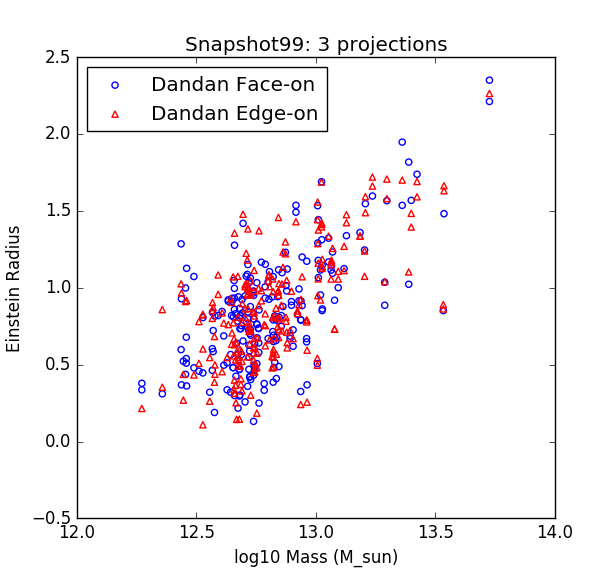 Snapshot99: 3 projections
Dandan Face-on
Dandan Edge-on
2.5
2.0
1.5
1.0
0.5
0.0
−0.5
Einstein Radius
12.0 12.5 13.0 13.5 14.0
log10 Mass (M_sun)